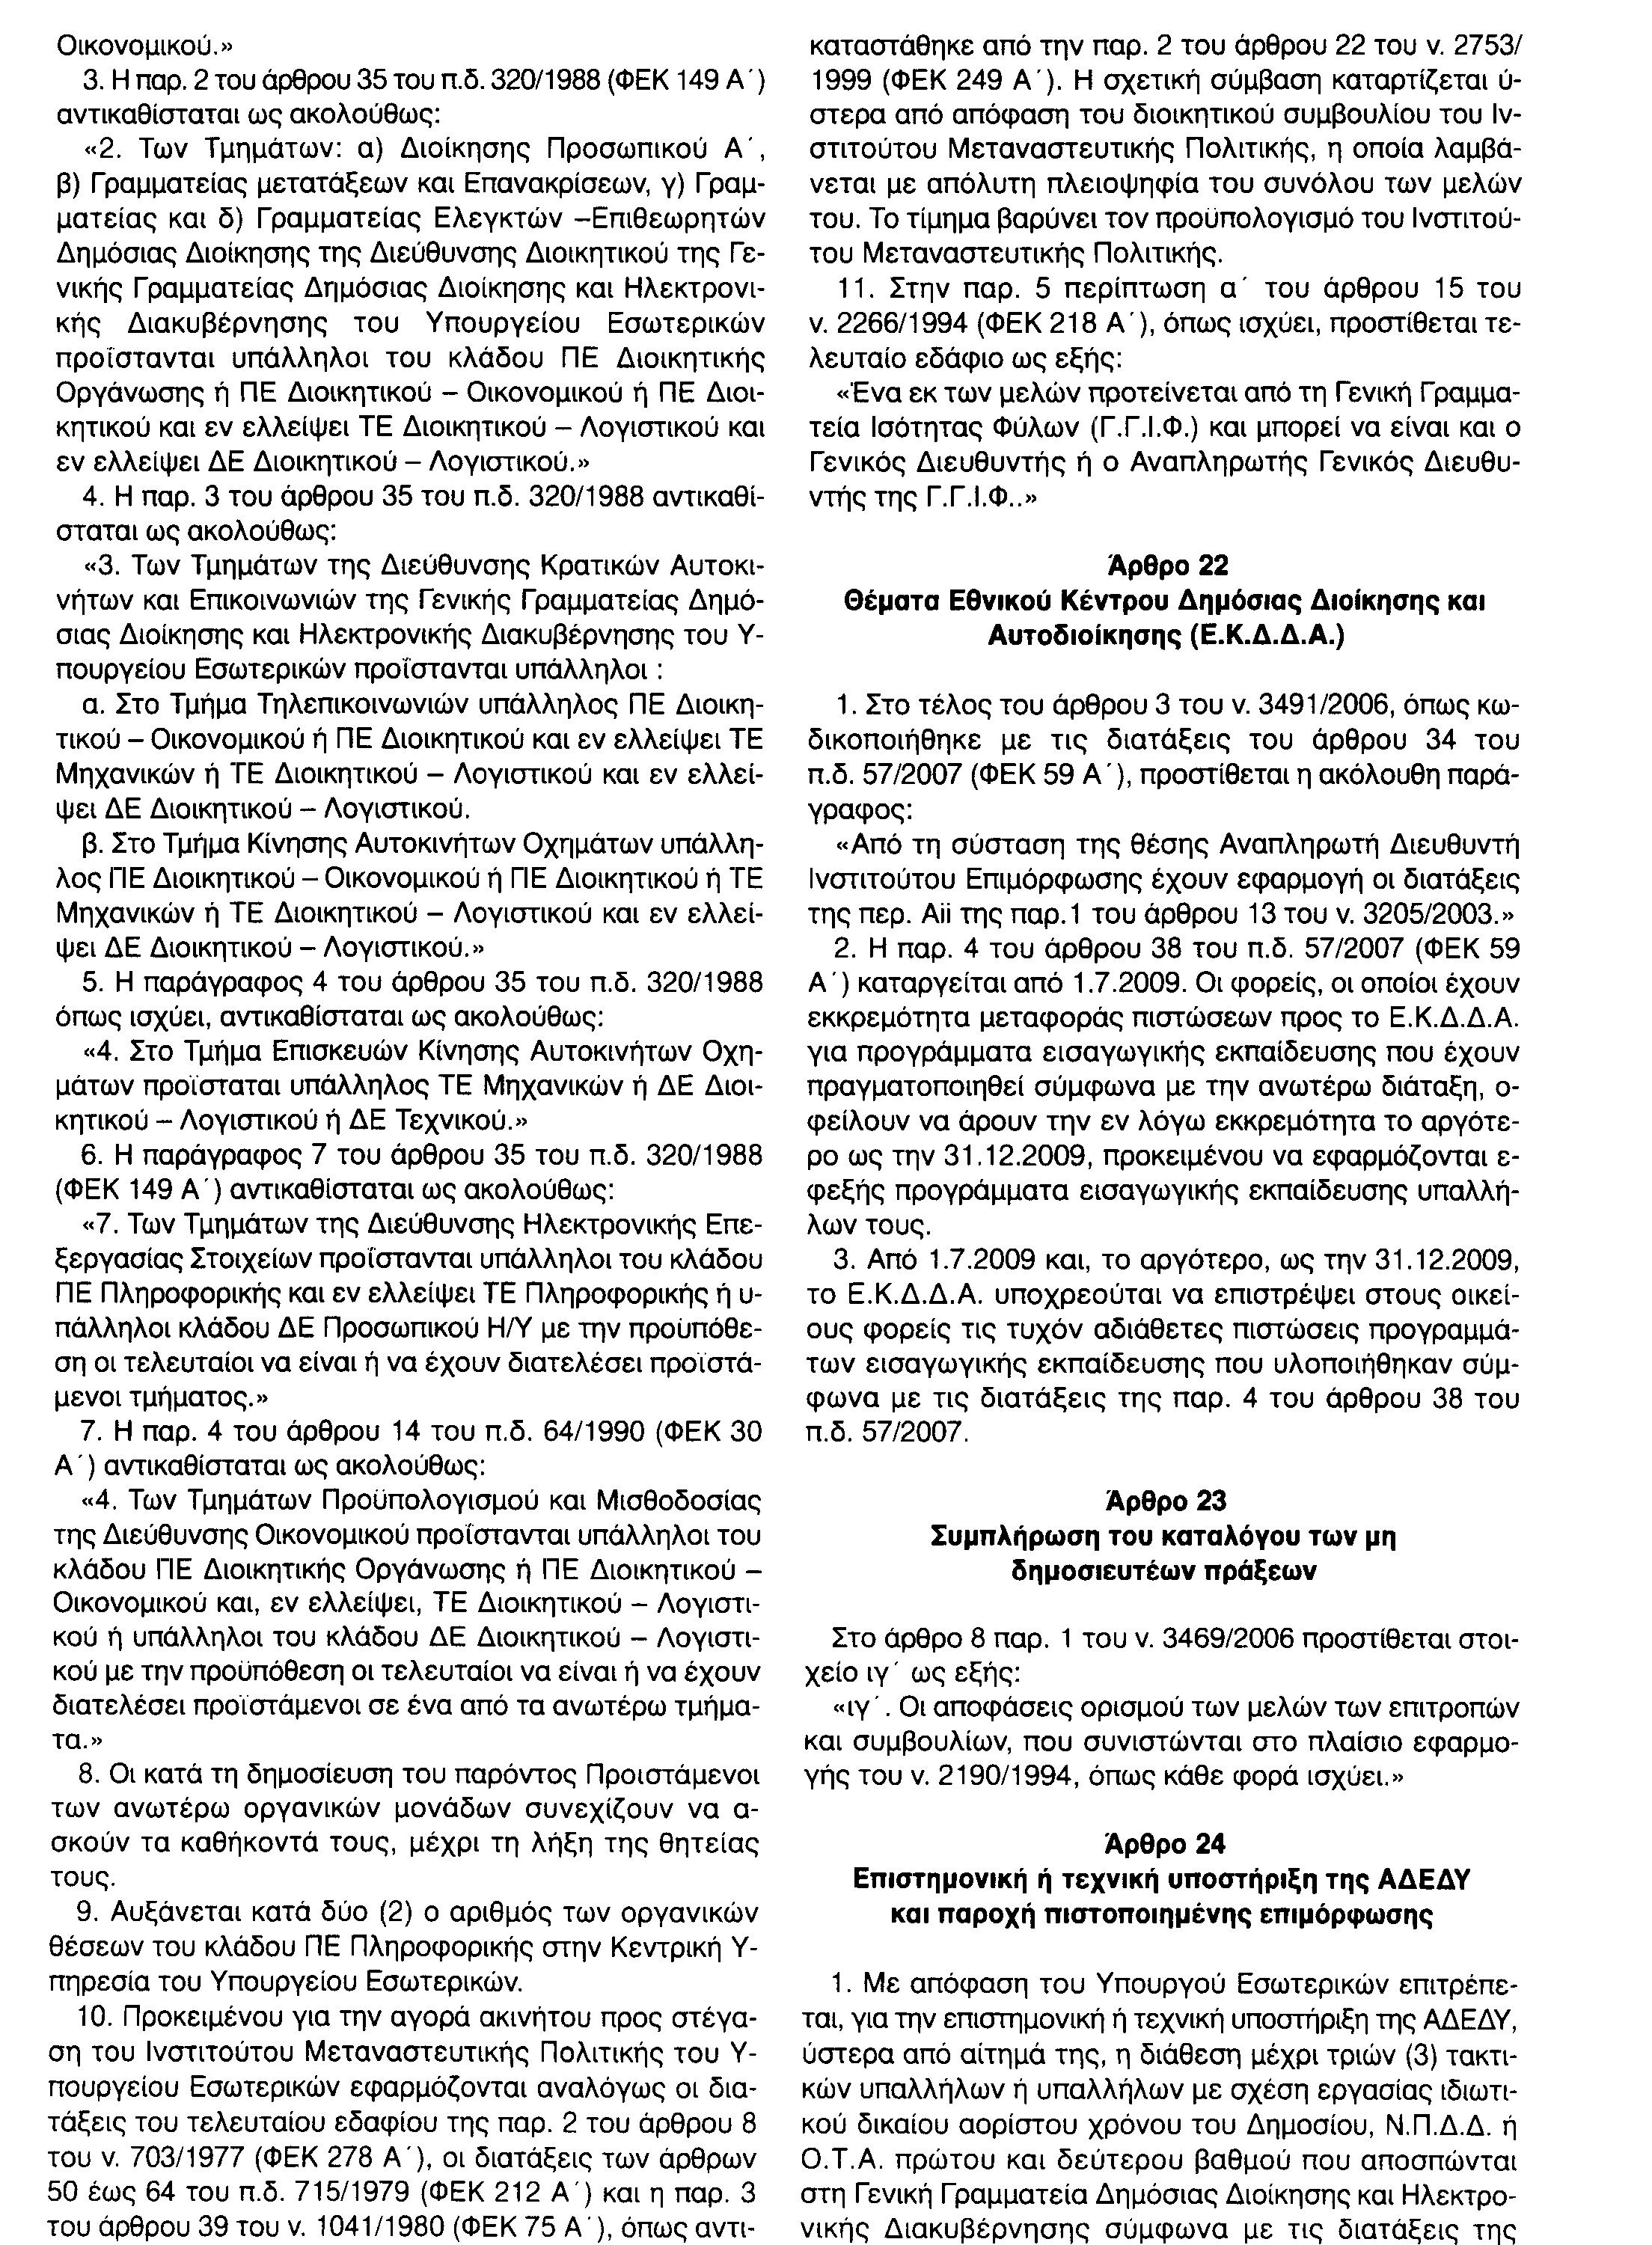 Οικονομικού.»
3. Η παρ. 2 του άρθρου 35 του π.δ. 320/1988 (ΦΕΚ 149 Α΄)
αντικαθίσταται ως ακολούθως:
«2. Των Τμημάτων: α) Διοίκησης Προσωπικού Α΄,
β) Γραμματείας μετατάξεων και Επανακρίσεων, γ) Γραμ-
ματείας και δ) Γραμματείας Ελεγκτών –Επιθεωρητών
Δημόσιας Διοίκησης της Διεύθυνσης Διοικητικού της Γε-
νικής Γραμματείας Δημόσιας Διοίκησης και Ηλεκτρονι-
κής Διακυβέρνησης του Υπουργείου Εσωτερικών
προΐστανται υπάλληλοι του κλάδου ΠΕ Διοικητικής
Οργάνωσης ή ΠΕ Διοικητικού – Οικονομικού ή ΠΕ Διοι-
κητικού και εν ελλείψει ΤΕ Διοικητικού – Λογιστικού και
εν ελλείψει ΔΕ Διοικητικού – Λογιστικού.»
4. Η παρ. 3 του άρθρου 35 του π.δ. 320/1988 αντικαθί-
σταται ως ακολούθως:
«3. Των Τμημάτων της Διεύθυνσης Κρατικών Αυτοκι-
νήτων και Επικοινωνιών της Γενικής Γραμματείας Δημό-
σιας Διοίκησης και Ηλεκτρονικής Διακυβέρνησης του Υ-
πουργείου Εσωτερικών προΐστανται υπάλληλοι :
α. Στο Τμήμα Τηλεπικοινωνιών υπάλληλος ΠΕ Διοικη-
τικού – Οικονομικού ή ΠΕ Διοικητικού και εν ελλείψει ΤΕ
Μηχανικών ή ΤΕ Διοικητικού – Λογιστικού και εν ελλεί-
ψει ΔΕ Διοικητικού – Λογιστικού.
β. Στο Τμήμα Κίνησης Αυτοκινήτων Οχημάτων υπάλλη-
λος ΠΕ Διοικητικού – Οικονομικού ή ΠΕ Διοικητικού ή ΤΕ
Μηχανικών ή ΤΕ Διοικητικού – Λογιστικού και εν ελλεί-
ψει ΔΕ Διοικητικού – Λογιστικού.»
5. Η παράγραφος 4 του άρθρου 35 του π.δ. 320/1988
όπως ισχύει, αντικαθίσταται ως ακολούθως:
«4. Στο Τμήμα Επισκευών Κίνησης Αυτοκινήτων Οχη-
μάτων προϊσταται υπάλληλος ΤΕ Μηχανικών ή ΔΕ Διοι-
κητικού – Λογιστικού ή ΔΕ Τεχνικού.»
6. Η παράγραφος 7 του άρθρου 35 του π.δ. 320/1988
(ΦΕΚ 149 Α΄) αντικαθίσταται ως ακολούθως:
«7. Των Τμημάτων της Διεύθυνσης Ηλεκτρονικής Επε-
ξεργασίας Στοιχείων προΐστανται υπάλληλοι του κλάδου
ΠΕ Πληροφορικής και εν ελλείψει ΤΕ Πληροφορικής ή υ-
πάλληλοι κλάδου ΔΕ Προσωπικού Η/Υ με την προϋπόθε-
ση οι τελευταίοι να είναι ή να έχουν διατελέσει προϊστά-
μενοι τμήματος.»
7. Η παρ. 4 του άρθρου 14 του π.δ. 64/1990 (ΦΕΚ 30
Α΄) αντικαθίσταται ως ακολούθως:
«4. Των Τμημάτων Προϋπολογισμού και Μισθοδοσίας
της Διεύθυνσης Οικονομικού προΐστανται υπάλληλοι του
κλάδου ΠΕ Διοικητικής Οργάνωσης ή ΠΕ Διοικητικού –
Οικονομικού και, εν ελλείψει, ΤΕ Διοικητικού – Λογιστι-
κού ή υπάλληλοι του κλάδου ΔΕ Διοικητικού – Λογιστι-
κού με την προϋπόθεση οι τελευταίοι να είναι ή να έχουν
διατελέσει προϊστάμενοι σε ένα από τα ανωτέρω τμήμα-
τα.»
8. Οι κατά τη δημοσίευση του παρόντος Προιστάμενοι
των ανωτέρω οργανικών μονάδων συνεχίζουν να α-
σκούν τα καθήκοντά τους, μέχρι τη λήξη της θητείας
τους.
9. Αυξάνεται κατά δύο (2) ο αριθμός των οργανικών
θέσεων του κλάδου ΠΕ Πληροφορικής στην Κεντρική Υ-
πηρεσία του Υπουργείου Εσωτερικών.
10. Προκειμένου για την αγορά ακινήτου προς στέγα-
ση του Ινστιτούτου Μεταναστευτικής Πολιτικής του Υ-
πουργείου Εσωτερικών εφαρμόζονται αναλόγως οι δια-
τάξεις του τελευταίου εδαφίου της παρ. 2 του άρθρου 8
του ν. 703/1977 (ΦΕΚ 278 Α΄), οι διατάξεις των άρθρων
50 έως 64 του π.δ. 715/1979 (ΦΕΚ 212 Α΄) και η παρ. 3
του άρθρου 39 του ν. 1041/1980 (ΦΕΚ 75 Α΄), όπως αντι-
καταστάθηκε από την παρ. 2 του άρθρου 22 του ν. 2753/
1999 (ΦΕΚ 249 Α΄). Η σχετική σύμβαση καταρτίζεται ύ-
στερα από απόφαση του διοικητικού συμβουλίου του Ιν-
στιτούτου Μεταναστευτικής Πολιτικής, η οποία λαμβά-
νεται με απόλυτη πλειοψηφία του συνόλου των μελών
του. Το τίμημα βαρύνει τον προϋπολογισμό του Ινστιτού-
του Μεταναστευτικής Πολιτικής.
11. Στην παρ. 5 περίπτωση α΄ του άρθρου 15 του
ν. 2266/1994 (ΦΕΚ 218 Α΄), όπως ισχύει, προστίθεται τε-
λευταίο εδάφιο ως εξής:
«Ένα εκ των μελών προτείνεται από τη Γενική Γραμμα-
τεία Ισότητας Φύλων (Γ.Γ.Ι.Φ.) και μπορεί να είναι και ο
Γενικός Διευθυντής ή ο Αναπληρωτής Γενικός Διευθυ-
ντής της Γ.Γ.Ι.Φ..»
Άρθρο 22
Θέματα Εθνικού Κέντρου Δημόσιας Διοίκησης και
Αυτοδιοίκησης (Ε.Κ.Δ.Δ.Α.)
1. Στο τέλος του άρθρου 3 του ν. 3491/2006, όπως κω-
δικοποιήθηκε με τις διατάξεις του άρθρου 34 του
π.δ. 57/2007 (ΦΕΚ 59 Α΄), προστίθεται η ακόλουθη παρά-
γραφος:
«Από τη σύσταση της θέσης Αναπληρωτή Διευθυντή
Ινστιτούτου Επιμόρφωσης έχουν εφαρμογή οι διατάξεις
της περ. Αii της παρ.1 του άρθρου 13 του ν. 3205/2003.»
2. Η παρ. 4 του άρθρου 38 του π.δ. 57/2007 (ΦΕΚ 59
Α΄) καταργείται από 1.7.2009. Οι φορείς, οι οποίοι έχουν
εκκρεμότητα μεταφοράς πιστώσεων προς το Ε.Κ.Δ.Δ.Α.
για προγράμματα εισαγωγικής εκπαίδευσης που έχουν
πραγματοποιηθεί σύμφωνα με την ανωτέρω διάταξη, ο-
φείλουν να άρουν την εν λόγω εκκρεμότητα το αργότε-
ρο ως την 31.12.2009, προκειμένου να εφαρμόζονται ε-
φεξής προγράμματα εισαγωγικής εκπαίδευσης υπαλλή-
λων τους.
3. Από 1.7.2009 και, το αργότερο, ως την 31.12.2009,
το Ε.Κ.Δ.Δ.Α. υποχρεούται να επιστρέψει στους οικεί-
ους φορείς τις τυχόν αδιάθετες πιστώσεις προγραμμά-
των εισαγωγικής εκπαίδευσης που υλοποιήθηκαν σύμ-
φωνα με τις διατάξεις της παρ. 4 του άρθρου 38 του
π.δ. 57/2007.
Άρθρο 23
Συμπλήρωση του καταλόγου των μη
δημοσιευτέων πράξεων
Στο άρθρο 8 παρ. 1 του ν. 3469/2006 προστίθεται στοι-
χείο ιγ΄ ως εξής:
«ιγ΄. Οι αποφάσεις ορισμού των μελών των επιτροπών
και συμβουλίων, που συνιστώνται στο πλαίσιο εφαρμο-
γής του ν. 2190/1994, όπως κάθε φορά ισχύει.»
Άρθρο 24
Επιστημονική ή τεχνική υποστήριξη της ΑΔΕΔΥ
και παροχή πιστοποιημένης επιμόρφωσης
1. Με απόφαση του Υπουργού Εσωτερικών επιτρέπε-
ται, για την επιστημονική ή τεχνική υποστήριξη της ΑΔΕΔΥ,
ύστερα από αίτημά της, η διάθεση μέχρι τριών (3) τακτι-
κών υπαλλήλων ή υπαλλήλων με σχέση εργασίας ιδιωτι-
κού δικαίου αορίστου χρόνου του Δημοσίου, Ν.Π.Δ.Δ. ή
Ο.Τ.Α. πρώτου και δεύτερου βαθμού που αποσπώνται
στη Γενική Γραμματεία Δημόσιας Διοίκησης και Ηλεκτρο-
νικής Διακυβέρνησης σύμφωνα με τις διατάξεις της